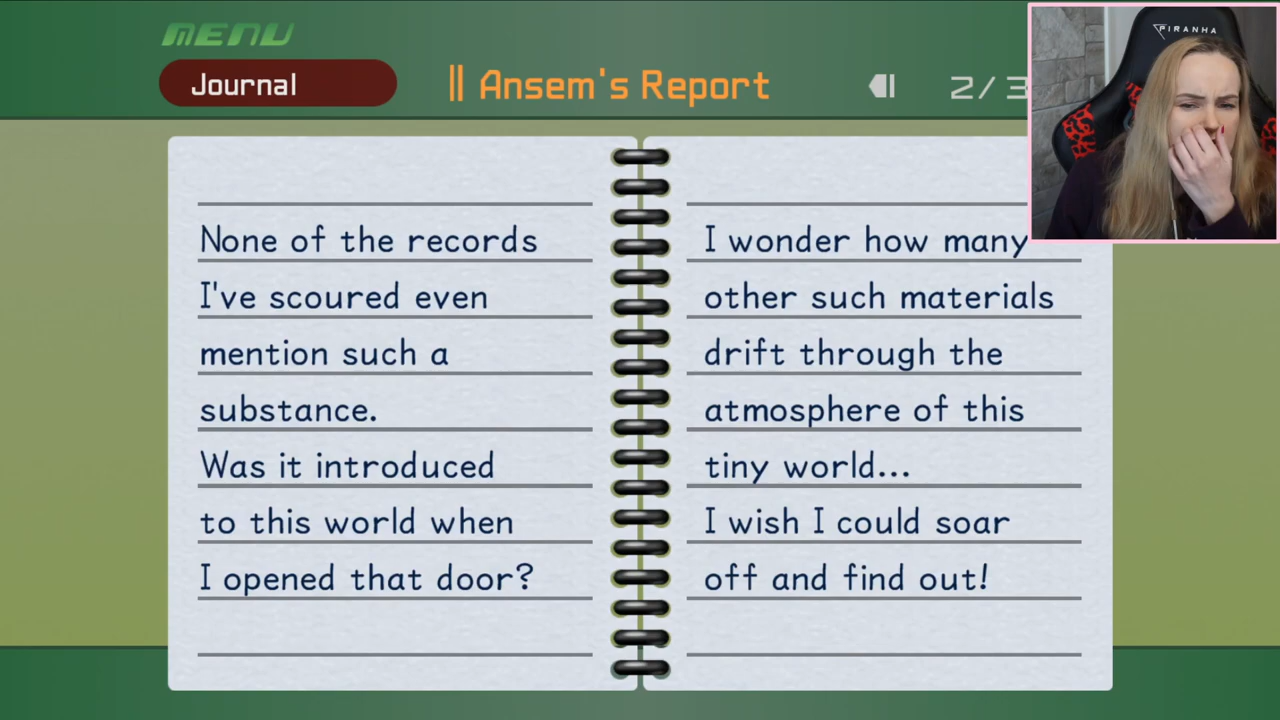 MENU
Journal
Ansem's Report
2/3
PIRANHA
None of the records
I've scoured even
mention such a
substance.
Was it introduced
to this world when
I opened that door?
I wonder how many
other such materials
drift through the
atmosphere of this
tiny world...
I wish I could soar
off and find out!